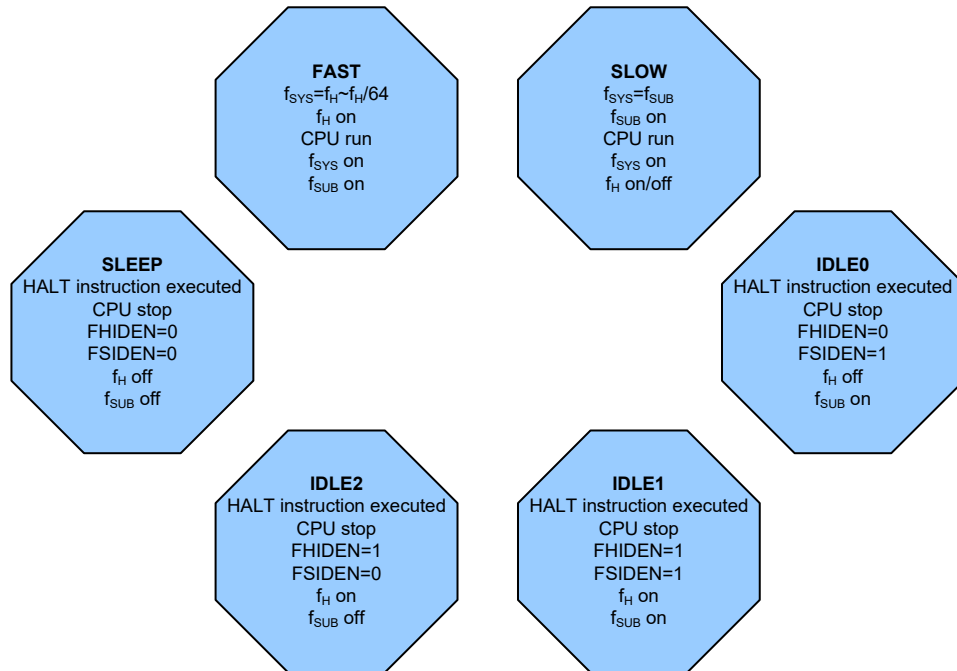 FAST
fSYS=fH~fH/64
fH on
CPU run
fSYS on
fSUB on
SLOW
fSYS=fSUB
fSUB on
CPU run
fSYS on
fH on/off
SLEEP
HALT instruction executed
CPU stop
FHIDEN=0
FSIDEN=0
fH off
fSUB off
IDLE0
HALT instruction executed
CPU stop
FHIDEN=0
FSIDEN=1
fH off
fSUB on
IDLE2
HALT instruction executed
CPU stop
FHIDEN=1
FSIDEN=0
fH on
fSUB off
IDLE1
HALT instruction executed
CPU stop
FHIDEN=1
FSIDEN=1
fH on
fSUB on